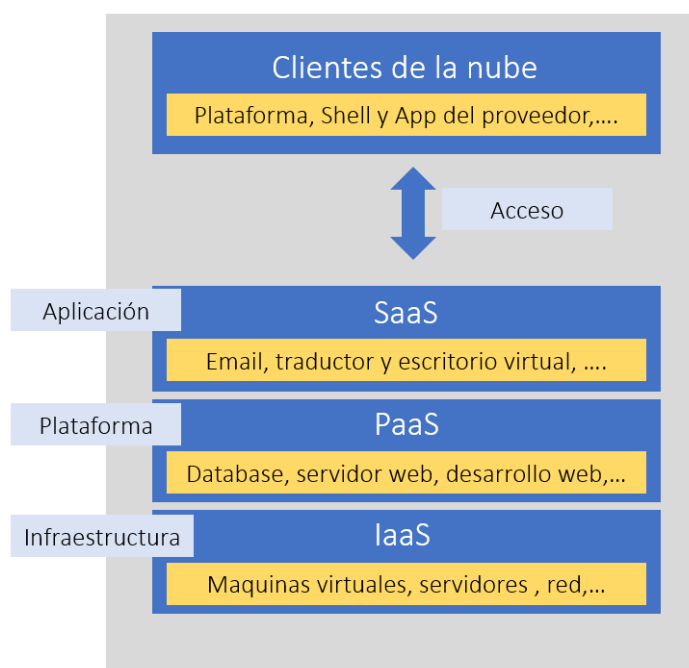 Clientes de la nube
Plataforma, Shell y App del proveedor,....
Acceso
Aplicación
SaaS
Email, traductor y escritorio virtual, ....
Plataforma
PaaS
Database, servidor web, desarrollo web,...
Infraestructura
IaaS
Maquinas virtuales, servidores , red,...